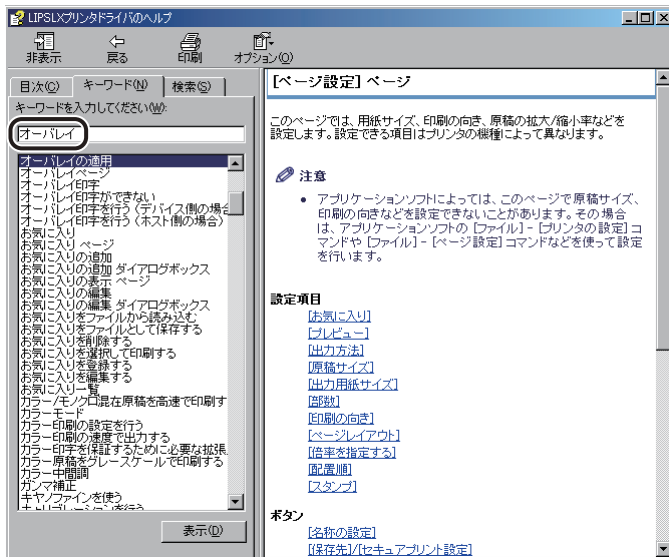 LIPSLXプリンタドライバのヘルプ
非表示 戻る 印刷 オプション(O)
目次(C) キーワード(N) 検索(S)
キーワードを入力してください(W):
オーバレイ
オーバレイの適用
オーバレイページ
オーバレイ印字
オーバレイ印字ができない
オーバレイ印字を行う(デバイス側の場合
オーバレイ印字を行う(ホスト側の場合)
お気に入り
お気に入り ページ
お気に入りの追加
お気に入りの追加 ダイアログボックス
お気に入りの表示 ページ
お気に入りの編集
お気に入りの編集 ダイアログボックス
お気に入りをファイルから読み込む
お気に入りをファイルとして保存する
お気に入りを削除する
お気に入りを選択して印刷する
お気に入りを登録する
お気に入りを編集する
お気に入り一覧
カラー/モノクロ混在原稿を高速で印刷す
カラーモード
カラー印刷の設定を行う
カラー印刷の速度で出力する
カラー印字を保証するために必要な拡張
カラー原稿をグレースケールで印刷する
カラー中間調
ガンマ補正
キヤノファインを使う
キャリブレーションを行う
表示(D)
[ページ設定] ページ
このページでは、用紙サイズ、印刷の向き、原稿の拡大/縮小率などを
設定します。設定できる項目はプリンタの機種によって異なります。
注意
• アプリケーションソフトによっては、このページで原稿サイズ、
印刷の向きなどを設定できないことがあります。その場合
は、アプリケーションソフトの [ファイル] - [プリンタの設定] コ
マンドや [ファイル] - [ページ設定] コマンドなどを使って設定
を行います。
設定項目
[お気に入り]
[プレビュー]
[出力方法]
[原稿サイズ]
[出力用紙サイズ]
[部数]
[印刷の向き]
[ページレイアウト]
[倍率を指定する]
[配置順]
[スタンプ]
ボタン
[名称の設定]
[保存先]/[セキュアプリント設定]